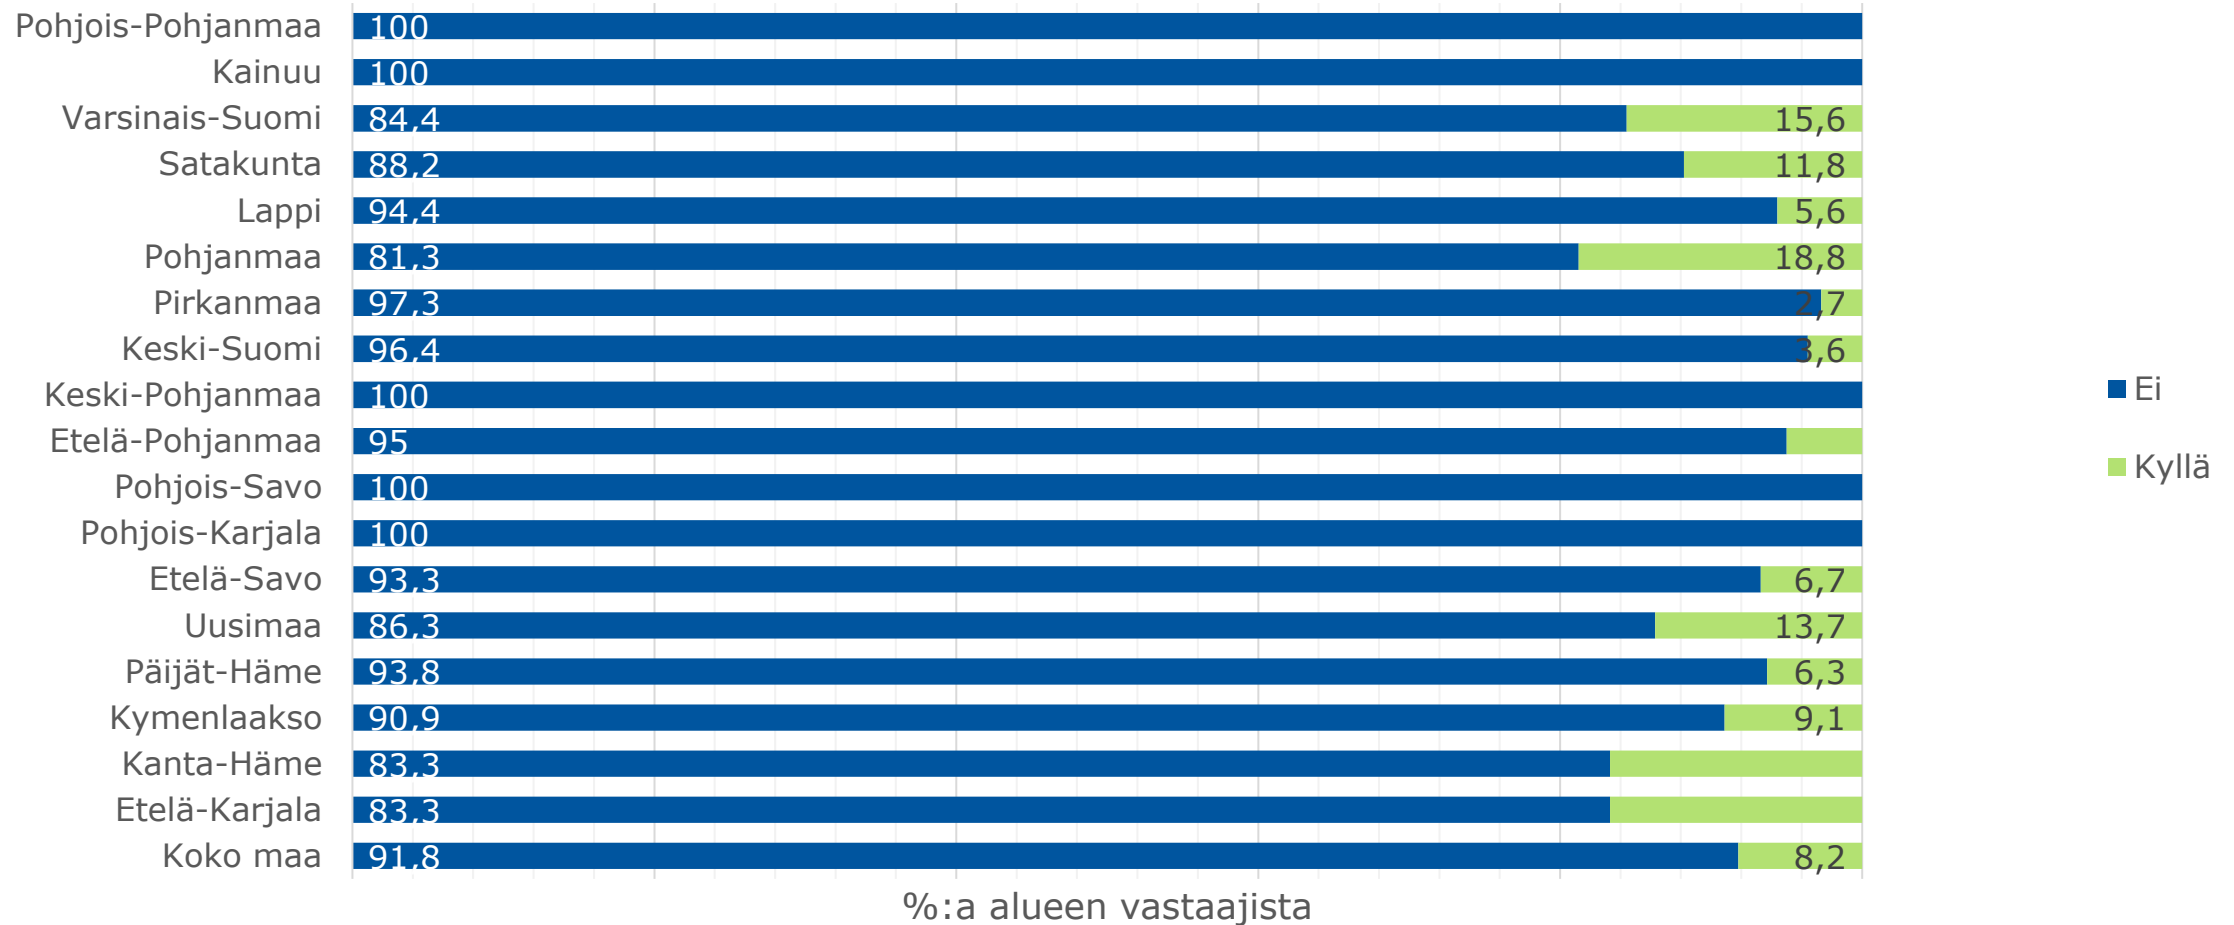 Pohjois-Pohjanmaa 100
Kainuu 100
Varsinais-Suomi 84,4 15,6
Satakunta 88,2 11,8
Lappi 94,4 5,6
Pohjanmaa 81,3 18,8
Pirkanmaa 97,3 2,7
Keski-Suomi 96,4 3,6
Keski-Pohjanmaa 100
Etelä-Pohjanmaa 95
Pohjois-Savo 100
Pohjois-Karjala 100
Etelä-Savo 93,3 6,7
Uusimaa 86,3 13,7
Päijät-Häme 93,8 6,3
Kymenlaakso 90,9 9,1
Kanta-Häme 83,3
Etelä-Karjala 83,3
Koko maa 91,8 8,2
%:a alueen vastaajista
Ei
Kyllä